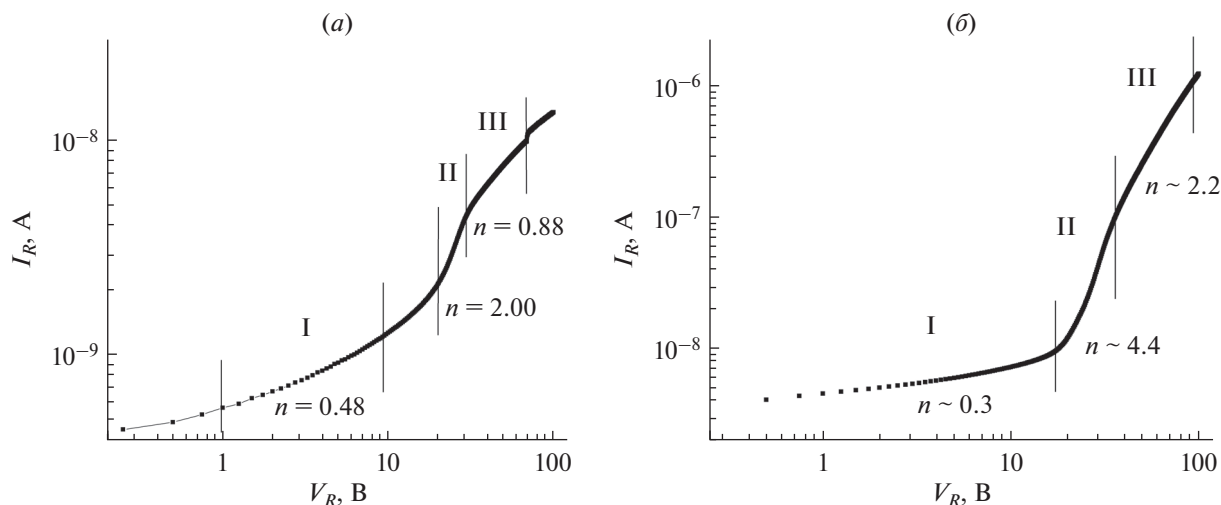 (а)
10⁻⁸
10⁻⁹
I_R, А
I
II
III
n = 0.48
n = 2.00
n = 0.88
1
10
100
V_R, В
(б)
10⁻⁶
10⁻⁷
10⁻⁸
I_R, А
I
II
III
n ~ 0.3
n ~ 4.4
n ~ 2.2
1
10
100
V_R, В